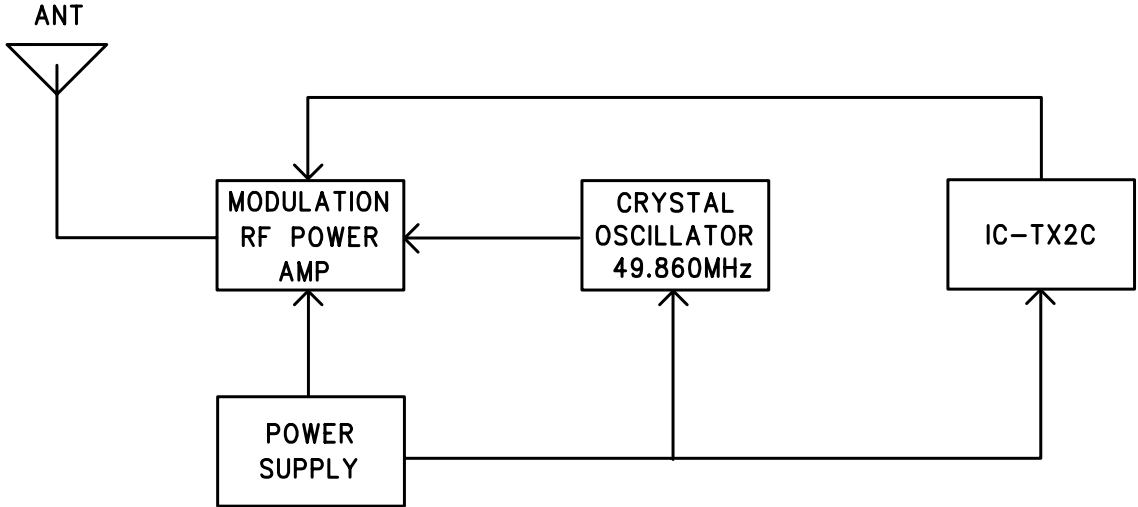 ANT
MODULATION
RF POWER
AMP
CRYSTAL
OSCILLATOR
49.860MHz
IC-TX2C
POWER
SUPPLY